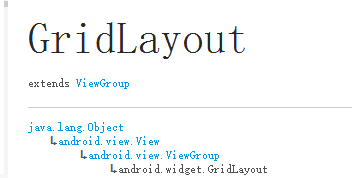 GridLayout
extends ViewGroup
java.lang.Object
android.view.View
android.view.ViewGroup
android.widget.GridLayout